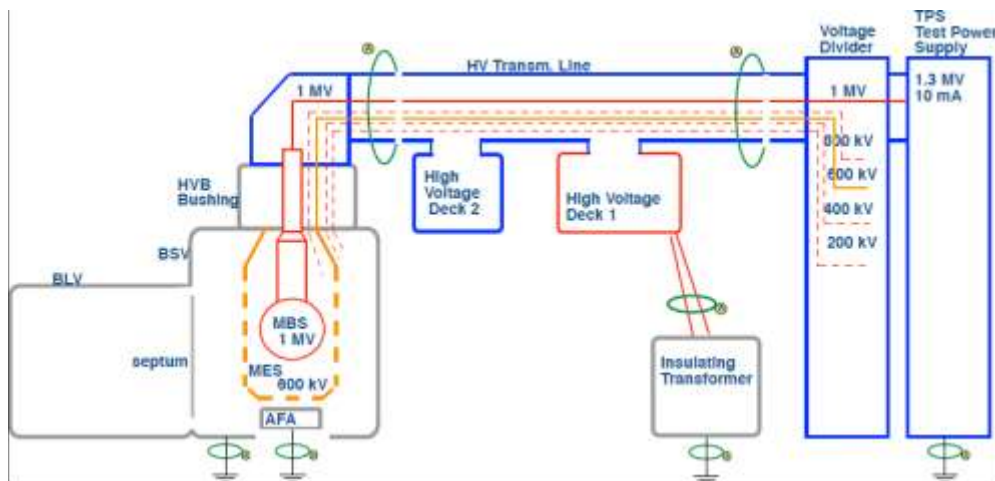 TPS
Test Power
Supply
Voltage
Divider
HV Transm. Line
1 MV
1 MV
1.3 MV
10 mA
800 kV
600 kV
400 kV
200 kV
HVB
Bushing
High
Voltage
Deck 2
High Voltage
Deck 1
BSV
BLV
MBS
1 MV
septum
MES
600 kV
AFA
Insulating
Transformer